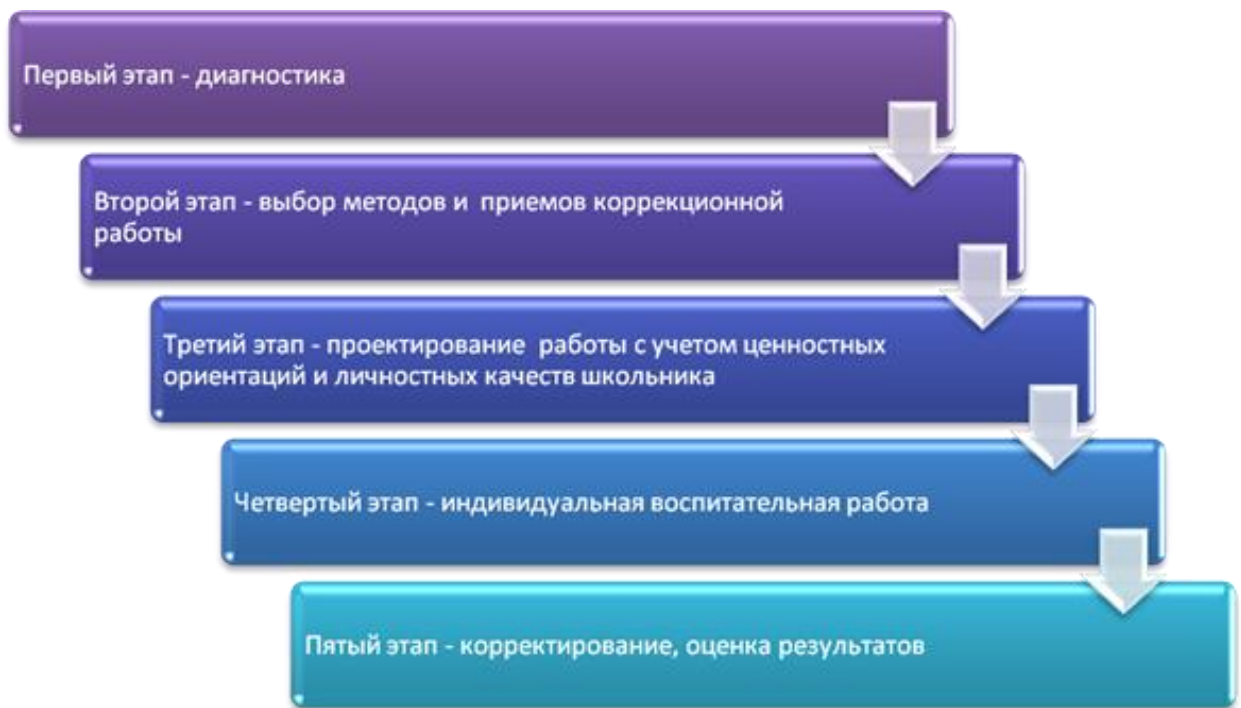 Первый этап - диагностика
Второй этап - выбор методов и приемов коррекционной
работы
Третий этап - проектирование работы с учетом ценностных
ориентаций и личностных качеств школьника
Четвертый этап - индивидуальная воспитательная работа
Пятый этап - корректирование, оценка результатов